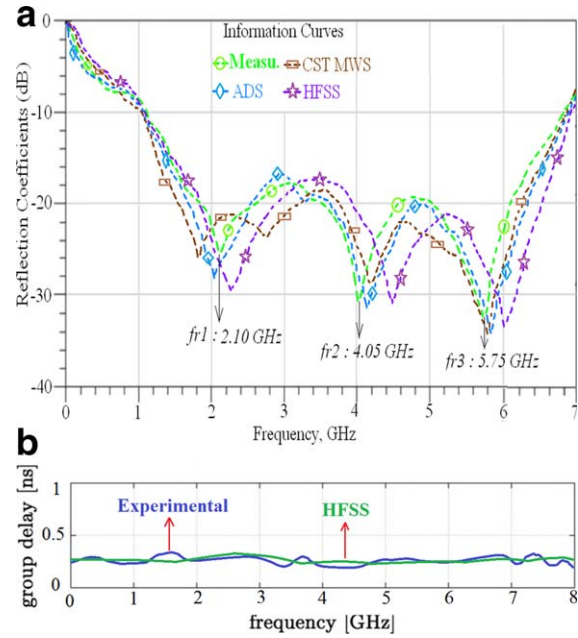 a
Information Curves
Measu.
CST MWS
ADS
HFSS
Reflection Coefficients (dB)
0
-10
-20
-30
-40
fr1 : 2.10 GHz
fr2 : 4.05 GHz
fr3 : 5.75 GHz
0 1 2 3 4 5 6 7
Frequency, GHz
b
Experimental
HFSS
group delay [ns]
1
0.5
0
0 1 2 3 4 5 6 7 8
frequency [GHz]